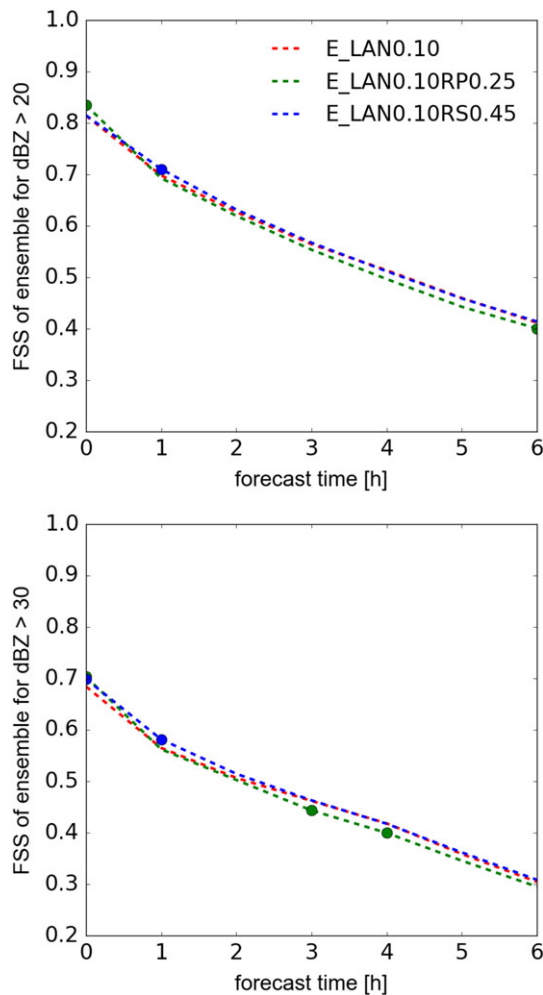 FSS of ensemble for dBZ > 20
1.0
0.9
0.8
0.7
0.6
0.5
0.4
0.3
0.2
E_LAN0.10
E_LAN0.10RP0.25
E_LAN0.10RS0.45
0 1 2 3 4 5 6
forecast time [h]
FSS of ensemble for dBZ > 30
1.0
0.9
0.8
0.7
0.6
0.5
0.4
0.3
0.2
0 1 2 3 4 5 6
forecast time [h]